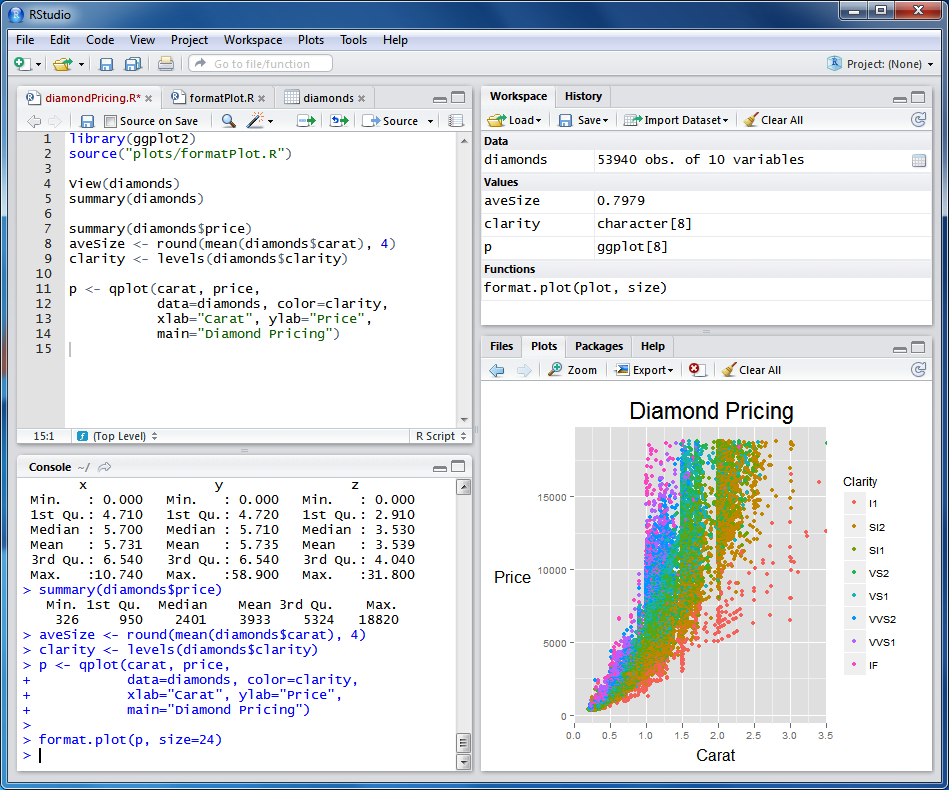 RStudio
File Edit Code View Project Workspace Plots Tools Help
Go to file/function Project: (None)
diamondPricing.R* formatPlot.R diamonds
Source on Save Source
1 library(ggplot2)
2 source("plots/formatPlot.R")
3
4 View(diamonds)
5 summary(diamonds)
6
7 summary(diamonds$price)
8 aveSize <- round(mean(diamonds$carat), 4)
9 clarity <- levels(diamonds$clarity)
10
11 p <- qplot(carat, price,
12 data=diamonds, color=clarity,
13 xlab="Carat", ylab="Price",
14 main="Diamond Pricing")
15
15:1 (Top Level) R Script
Console ~/
x y z
Min. : 0.000 Min. : 0.000 Min. : 0.000
1st Qu.: 4.710 1st Qu.: 4.720 1st Qu.: 2.910
Median : 5.700 Median : 5.710 Median : 3.530
Mean : 5.731 Mean : 5.735 Mean : 3.539
3rd Qu.: 6.540 3rd Qu.: 6.540 3rd Qu.: 4.040
Max. :10.740 Max. :58.900 Max. :31.800
> summary(diamonds$price)
Min. 1st Qu. Median Mean 3rd Qu. Max.
326 950 2401 3933 5324 18820
> aveSize <- round(mean(diamonds$carat), 4)
> clarity <- levels(diamonds$clarity)
> p <- qplot(carat, price,
+ data=diamonds, color=clarity,
+ xlab="Carat", ylab="Price",
+ main="Diamond Pricing")
>
> format.plot(p, size=24)
>
Workspace History
Load Save Import Dataset Clear All
Data
diamonds 53940 obs. of 10 variables
Values
aveSize 0.7979
clarity character[8]
p ggplot[8]
Functions
format.plot(plot, size)
Files Plots Packages Help
Zoom Export Clear All
Diamond Pricing
Price
15000
10000
5000
0
0.0 0.5 1.0 1.5 2.0 2.5 3.0 3.5
Carat
Clarity
I1
SI2
SI1
VS2
VS1
VVS2
VVS1
IF